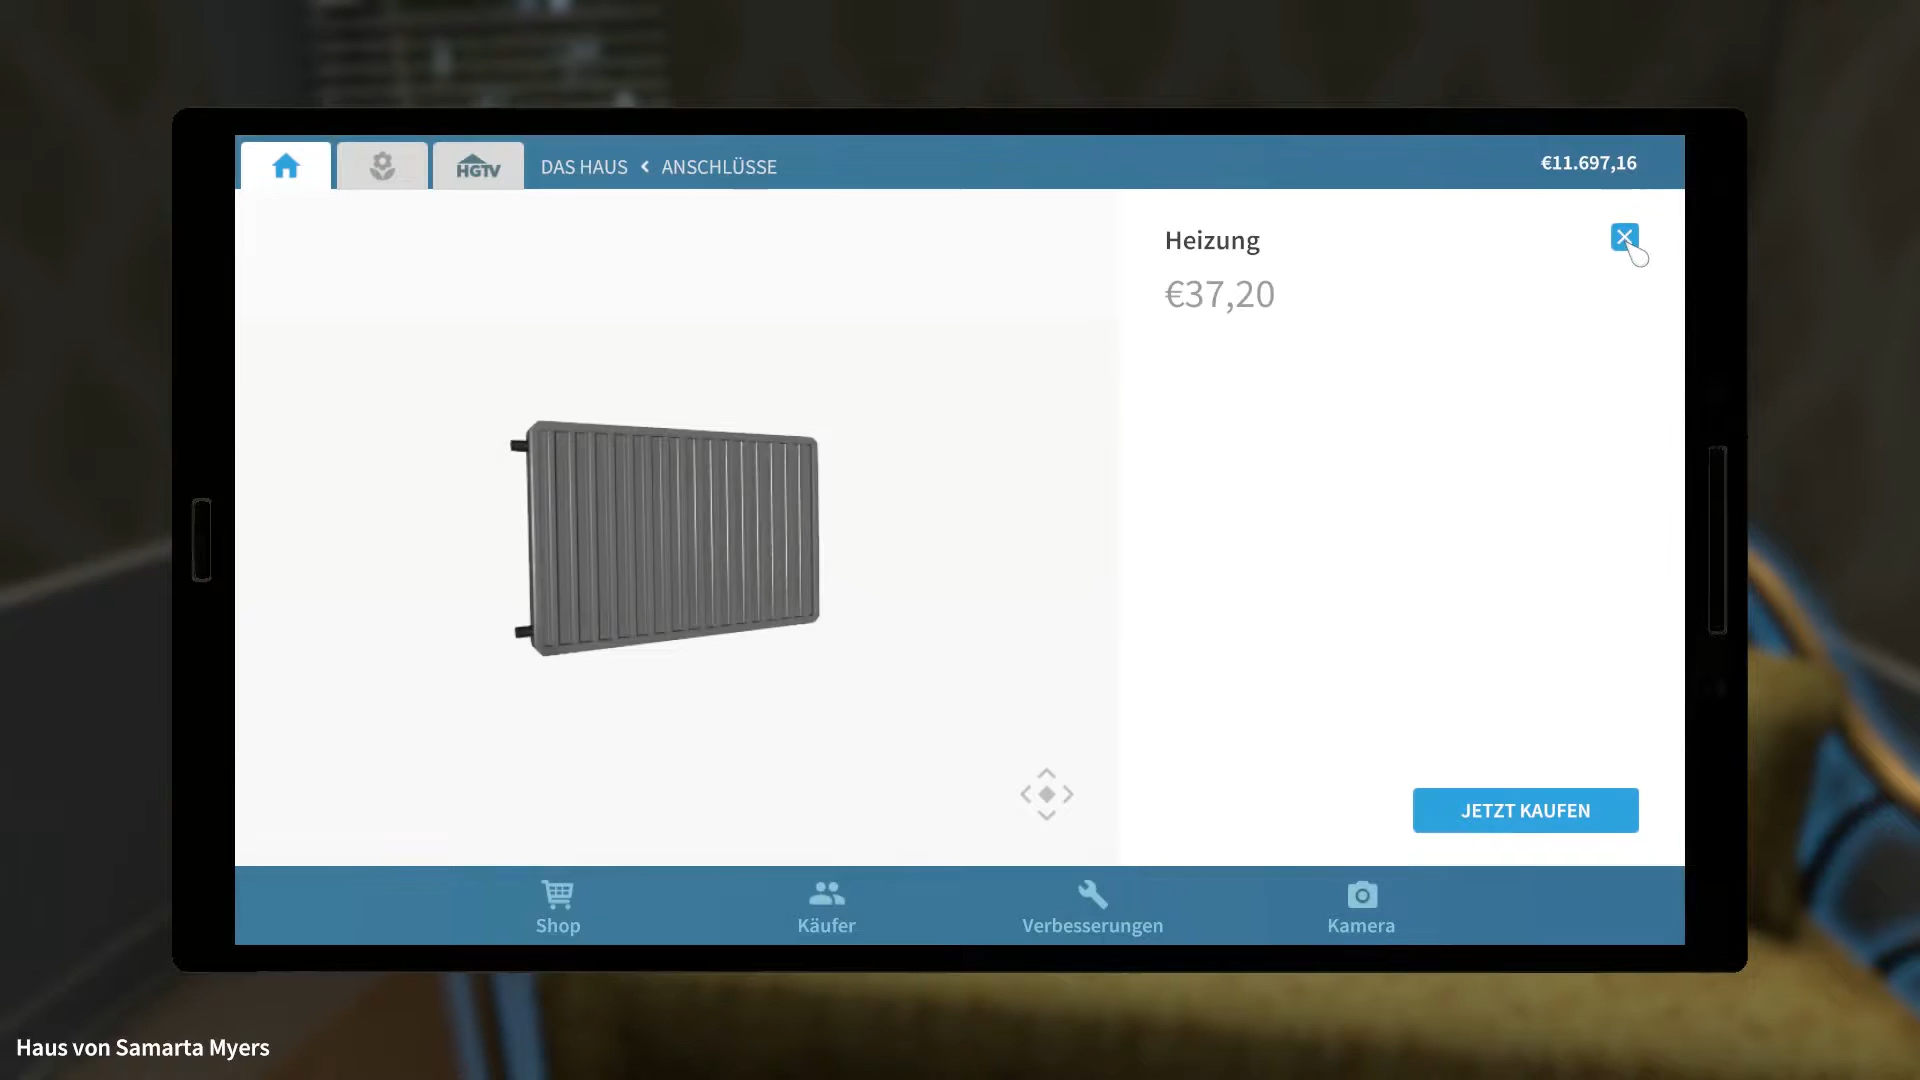 HGTV
DAS HAUS < ANSCHLÜSSE
€11.697,16
Heizung
€37,20
JETZT KAUFEN
Shop
Käufer
Verbesserungen
Kamera
Haus von Samarta Myers